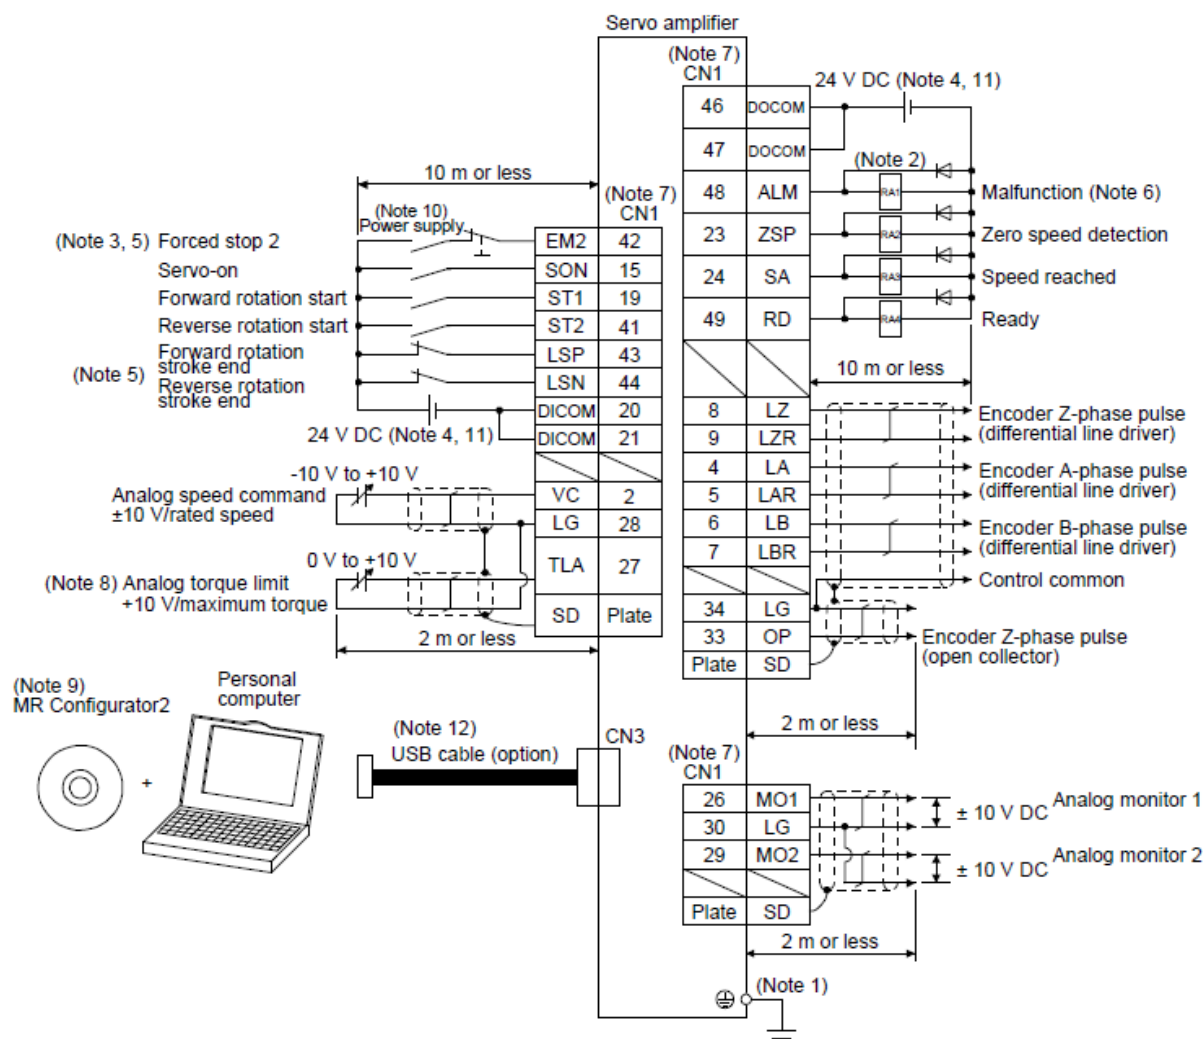 Servo amplifier
(Note 7)
CN1
24 V DC (Note 4, 11)
46 DOCOM
47 DOCOM
(Note 2)
48 ALM RA1 Malfunction (Note 6)
23 ZSP RA2 Zero speed detection
24 SA RA3 Speed reached
49 RD RA4 Ready
10 m or less
8 LZ Encoder Z-phase pulse
9 LZR (differential line driver)
4 LA Encoder A-phase pulse
5 LAR (differential line driver)
6 LB Encoder B-phase pulse
7 LBR (differential line driver)
Control common
34 LG
33 OP Encoder Z-phase pulse
(open collector)
Plate SD
2 m or less
10 m or less
(Note 7)
CN1
(Note 10)
Power supply
(Note 3, 5) Forced stop 2 EM2 42
Servo-on SON 15
Forward rotation start ST1 19
Reverse rotation start ST2 41
Forward rotation
stroke end LSP 43
(Note 5) Reverse rotation
stroke end LSN 44
DICOM 20
24 V DC (Note 4, 11) DICOM 21
-10 V to +10 V
Analog speed command VC 2
±10 V/rated speed LG 28
0 V to +10 V
(Note 8) Analog torque limit TLA 27
+10 V/maximum torque SD Plate
2 m or less
(Note 9)
MR Configurator2
+
Personal
computer
(Note 12)
USB cable (option)
CN3
(Note 7)
CN1
26 MO1 Analog monitor 1
± 10 V DC
30 LG
29 MO2 Analog monitor 2
± 10 V DC
Plate SD
2 m or less
(Note 1)